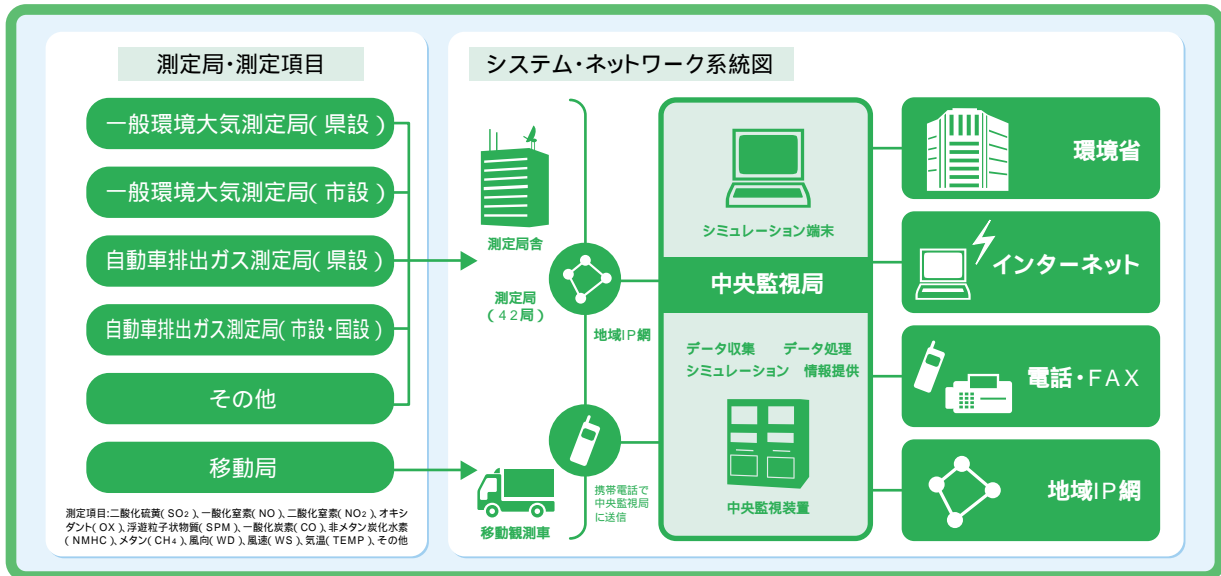 測定局・測定項目
一般環境大気測定局(県設)
一般環境大気測定局(市設)
自動車排出ガス測定局(県設)
自動車排出ガス測定局(市設・国設)
その他
移動局
測定項目:二酸化硫黄(SO₂)、一酸化窒素(NO)、二酸化窒素(NO₂)、オキシ
ダント(OX)、浮遊粒子状物質(SPM)、一酸化炭素(CO)、非メタン炭化水素
(NMHC)、メタン(CH₄)、風向(WD)、風速(WS)、気温(TEMP)、その他
システム・ネットワーク系統図
測定局舎
測定局
(42局)
地域IP網
携帯電話で
中央監視局
に送信
移動観測車
シミュレーション端末
中央監視局
データ収集 データ処理
シミュレーション 情報提供
中央監視装置
環境省
インターネット
電話・FAX
地域IP網